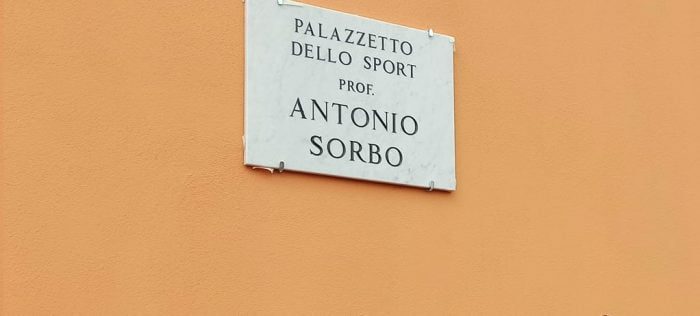 PALAZZETTO
DELLO SPORT
PROF.
ANTONIO
SORBO